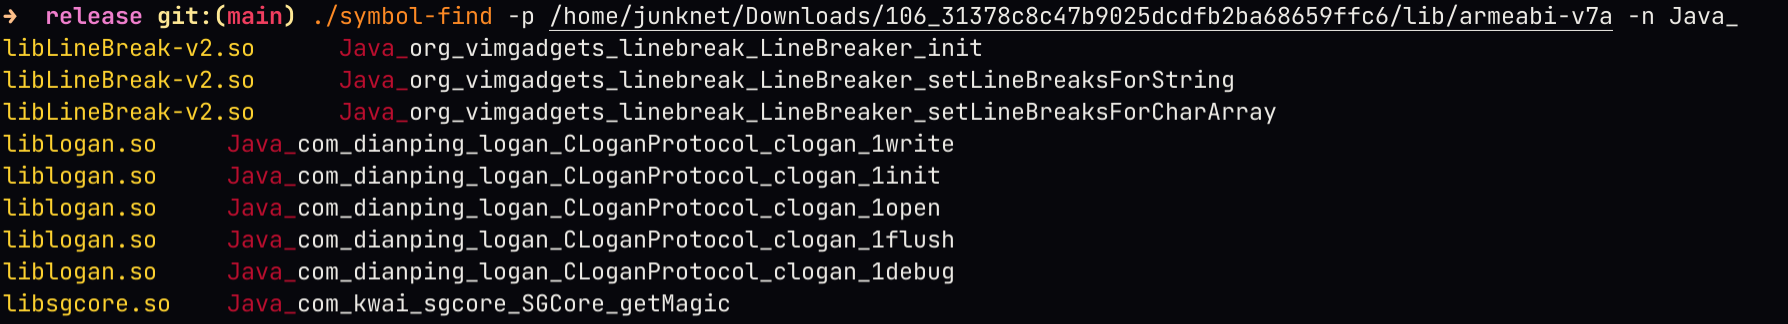 → release git:(main) ./symbol-find -p /home/junknet/Downloads/106_31378c8c47b9025dcdfb2ba68659ffc6/lib/armeabi-v7a -n Java_
libLineBreak-v2.so Java_org_vimgadgets_linebreak_LineBreaker_init
libLineBreak-v2.so Java_org_vimgadgets_linebreak_LineBreaker_setLineBreaksForString
libLineBreak-v2.so Java_org_vimgadgets_linebreak_LineBreaker_setLineBreaksForCharArray
liblogan.so Java_com_dianping_logan_CLoganProtocol_clogan_1write
liblogan.so Java_com_dianping_logan_CLoganProtocol_clogan_1init
liblogan.so Java_com_dianping_logan_CLoganProtocol_clogan_1open
liblogan.so Java_com_dianping_logan_CLoganProtocol_clogan_1flush
liblogan.so Java_com_dianping_logan_CLoganProtocol_clogan_1debug
libsgcore.so Java_com_kwai_sgcore_SGCore_getMagic